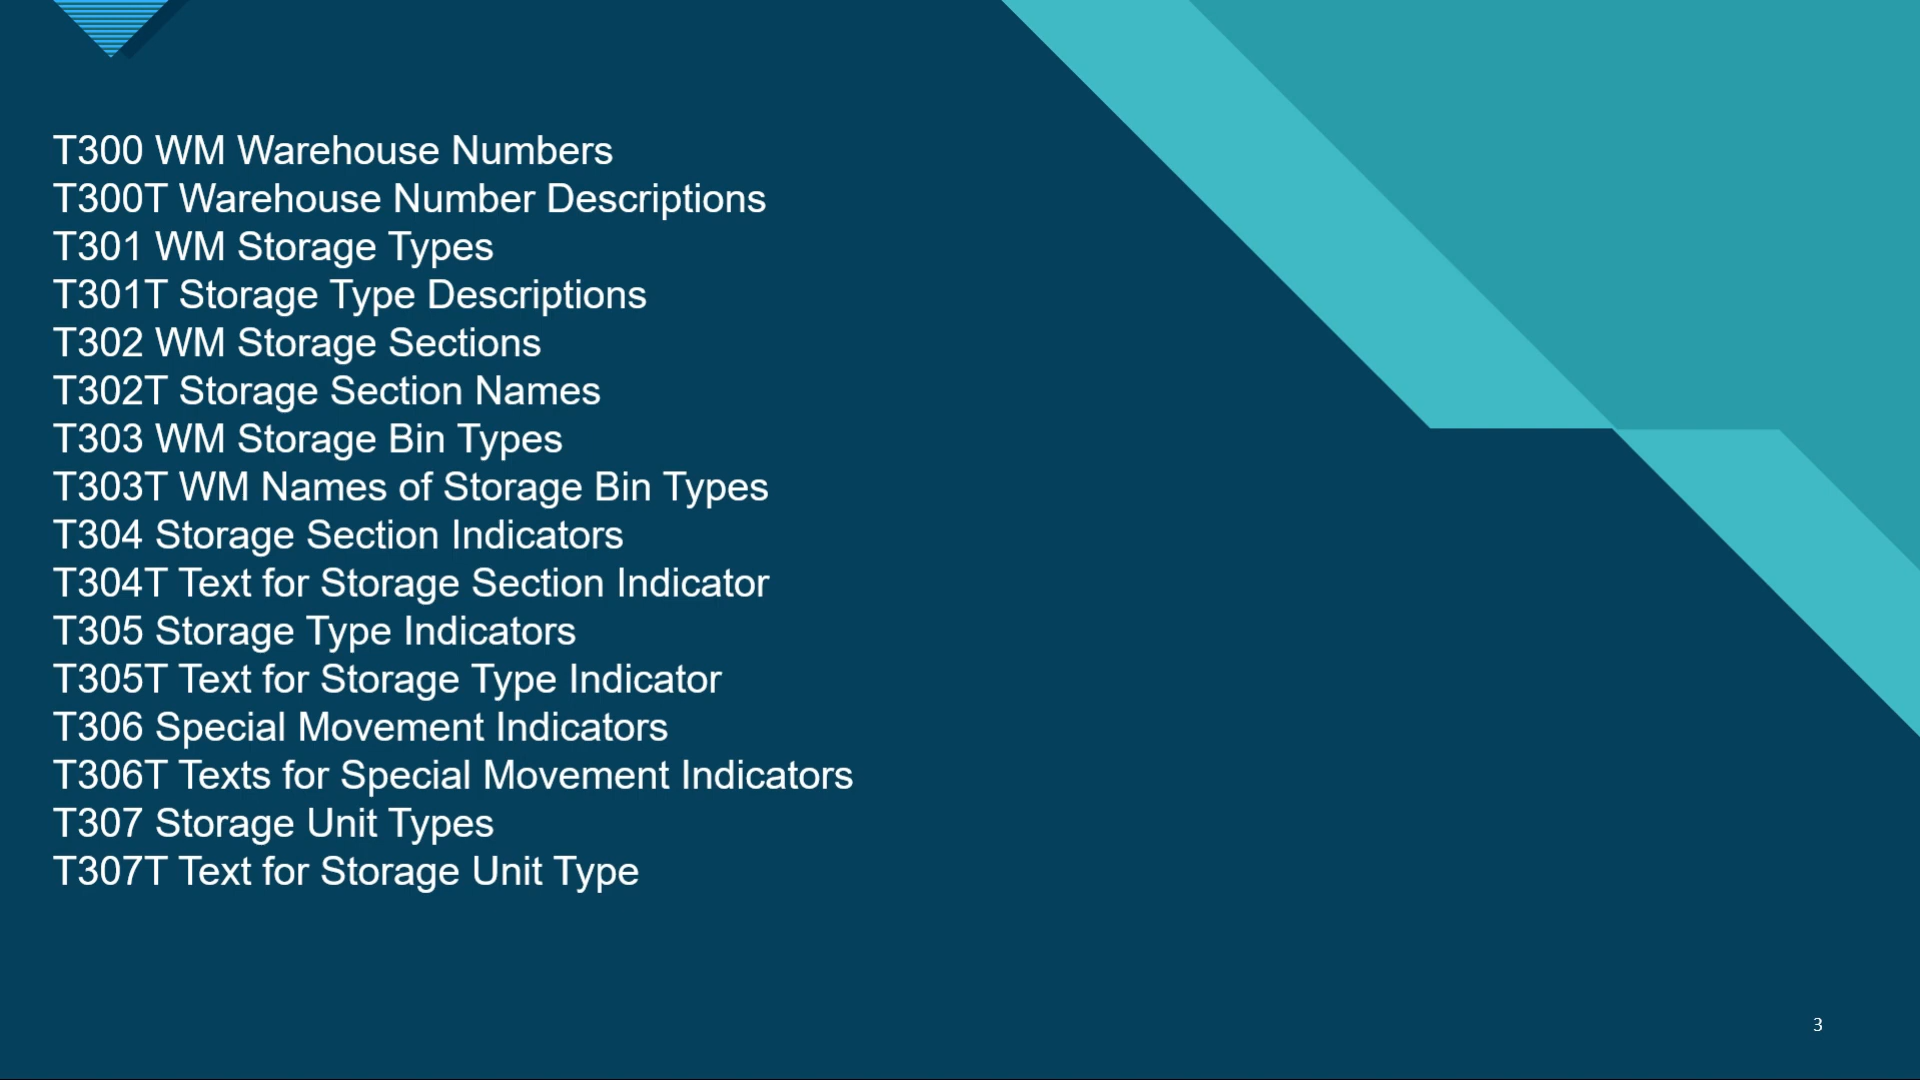 T300 WM Warehouse Numbers
T300T Warehouse Number Descriptions
T301 WM Storage Types
T301T Storage Type Descriptions
T302 WM Storage Sections
T302T Storage Section Names
T303 WM Storage Bin Types
T303T WM Names of Storage Bin Types
T304 Storage Section Indicators
T304T Text for Storage Section Indicator
T305 Storage Type Indicators
T305T Text for Storage Type Indicator
T306 Special Movement Indicators
T306T Texts for Special Movement Indicators
T307 Storage Unit Types
T307T Text for Storage Unit Type
3